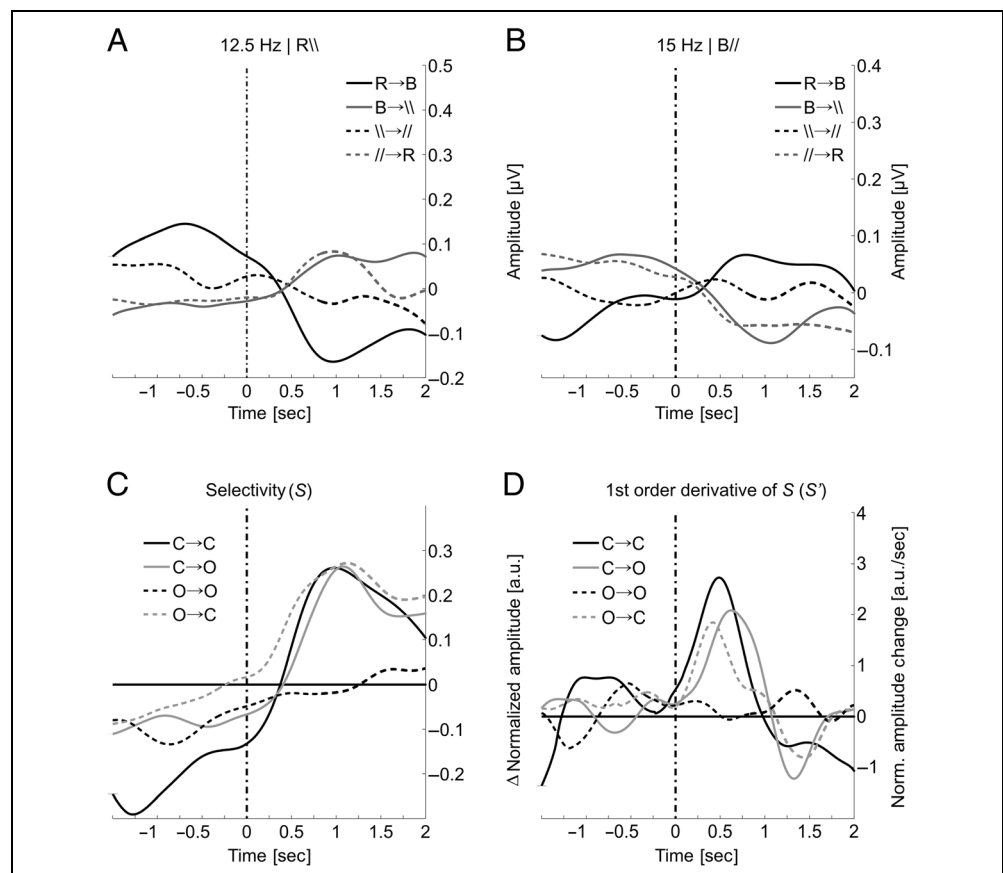 A
12.5 Hz | R\\
R→B
B→\\
\\→//
//→R
0.5
0.4
0.3
0.2
0.1
0
−0.1
−0.2
Amplitude [µV]
−1 −0.5 0 0.5 1 1.5 2
Time [sec]
B
15 Hz | B//
R→B
B→\\
\\→//
//→R
0.4
0.3
0.2
0.1
0
−0.1
Amplitude [µV]
−1 −0.5 0 0.5 1 1.5 2
Time [sec]
C
Selectivity (S)
C→C
C→O
O→O
O→C
0.3
0.2
0.1
0
−0.1
−0.2
Δ Normalized amplitude [a.u.]
−1 −0.5 0 0.5 1 1.5 2
Time [sec]
D
1st order derivative of S (S′)
C→C
C→O
O→O
O→C
4
3
2
1
0
−1
Norm. amplitude change [a.u./sec]
−1 −0.5 0 0.5 1 1.5 2
Time [sec]